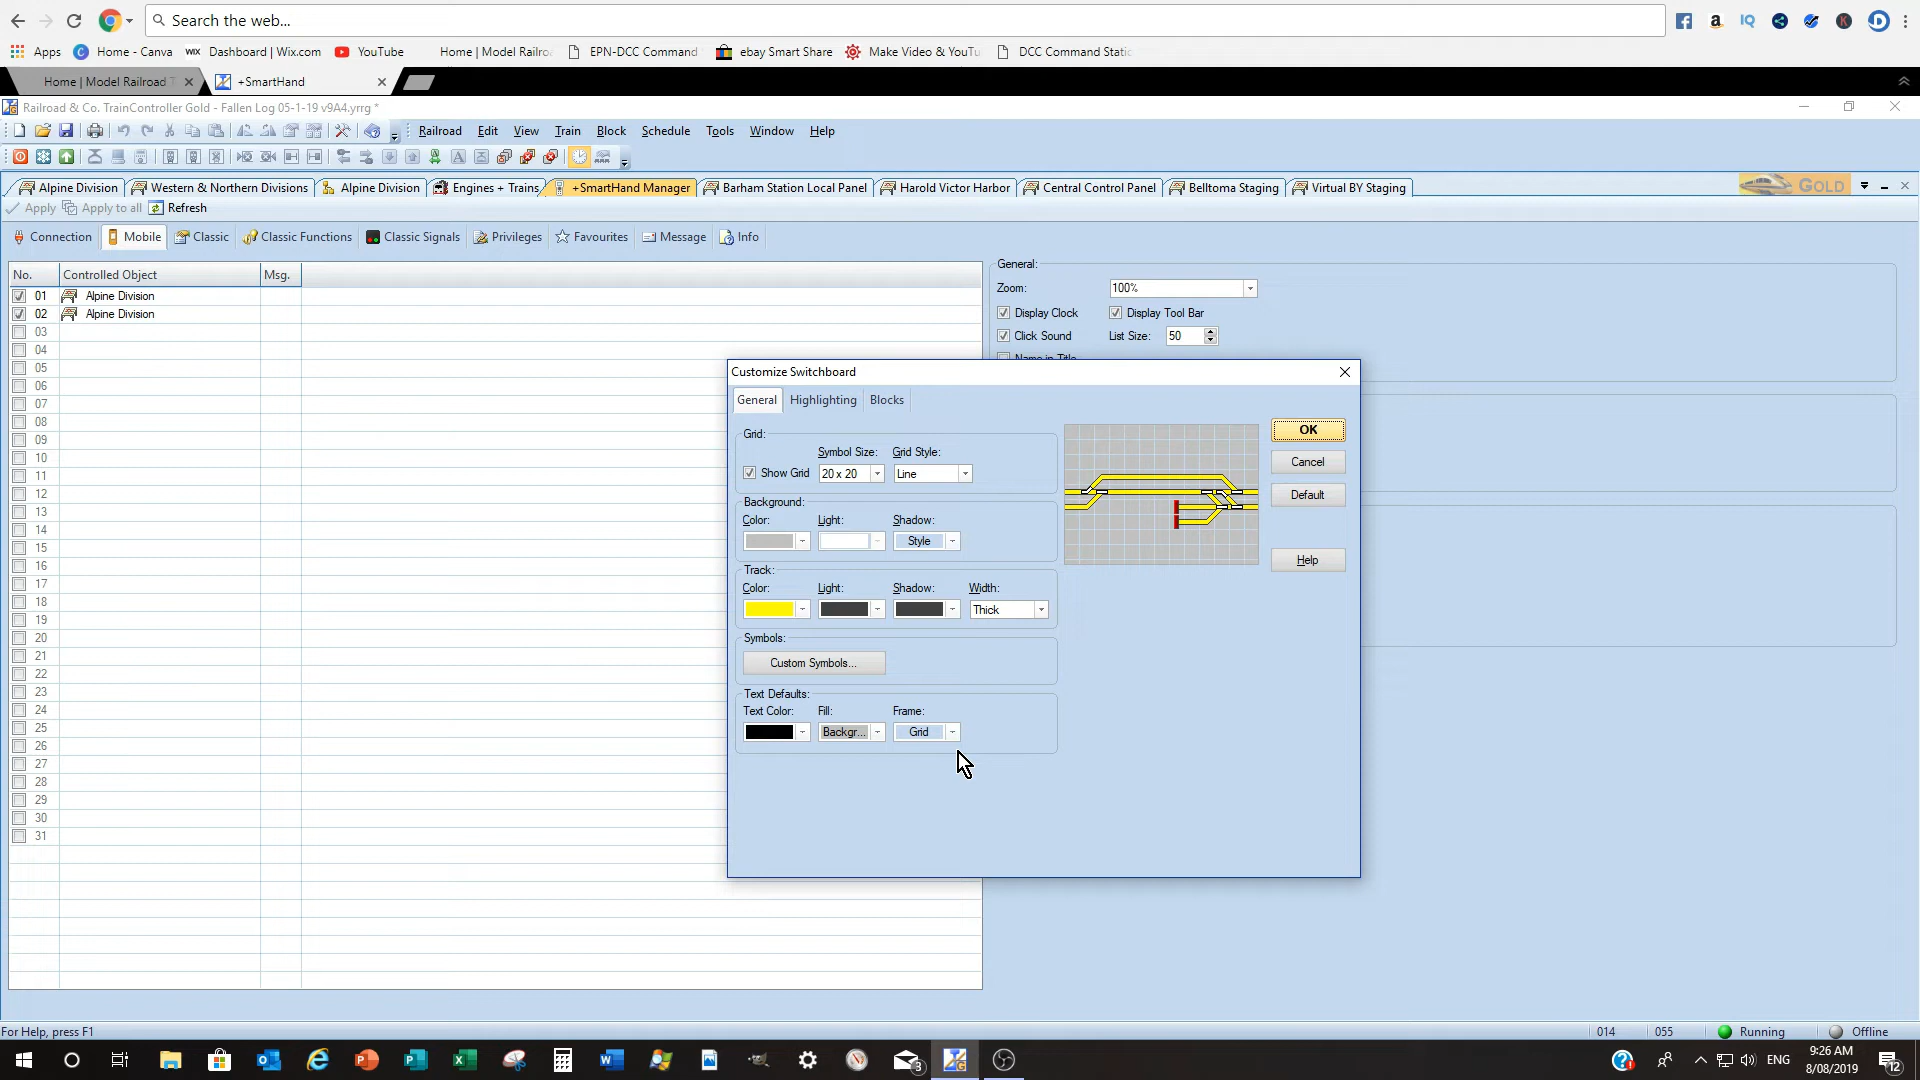 Search the web...
Apps Home - Canva WIX Dashboard | Wix.com YouTube Home | Model Railro EPN-DCC Command ebay Smart Share Make Video & YouTu DCC Command Stati
Home | Model Railroad T +SmartHand
Railroad & Co. TrainController Gold - Fallen Log 05-1-19 v9A4.yrrg *
Railroad Edit View Train Block Schedule Tools Window Help
Alpine Division Western & Northern Divisions Alpine Division Engines + Trains +SmartHand Manager Barham Station Local Panel Harold Victor Harbor Central Control Panel Belltoma Staging Virtual BY Staging GOLD
Apply Apply to all Refresh
Connection Mobile Classic Classic Functions Classic Signals Privileges Favourites Message Info
No. Controlled Object Msg.
01 Alpine Division
02 Alpine Division
03
04
05
06
07
08
09
10
11
12
13
14
15
16
17
18
19
20
21
22
23
24
25
26
27
28
29
30
31
General:
Zoom: 100%
Display Clock Display Tool Bar
Click Sound List Size: 50
Name in Title
Customize Switchboard
General Highlighting Blocks
Grid:
Symbol Size: Grid Style:
Show Grid 20 x 20 Line
Background:
Color: Light: Shadow:
Style
Track:
Color: Light: Shadow: Width:
Thick
Symbols:
Custom Symbols...
Text Defaults:
Text Color: Fill: Frame:
Backgr... Grid
OK
Cancel
Default
Help
For Help, press F1 014 055 Running Offline
ENG 9:26 AM
8/08/2019
3
12